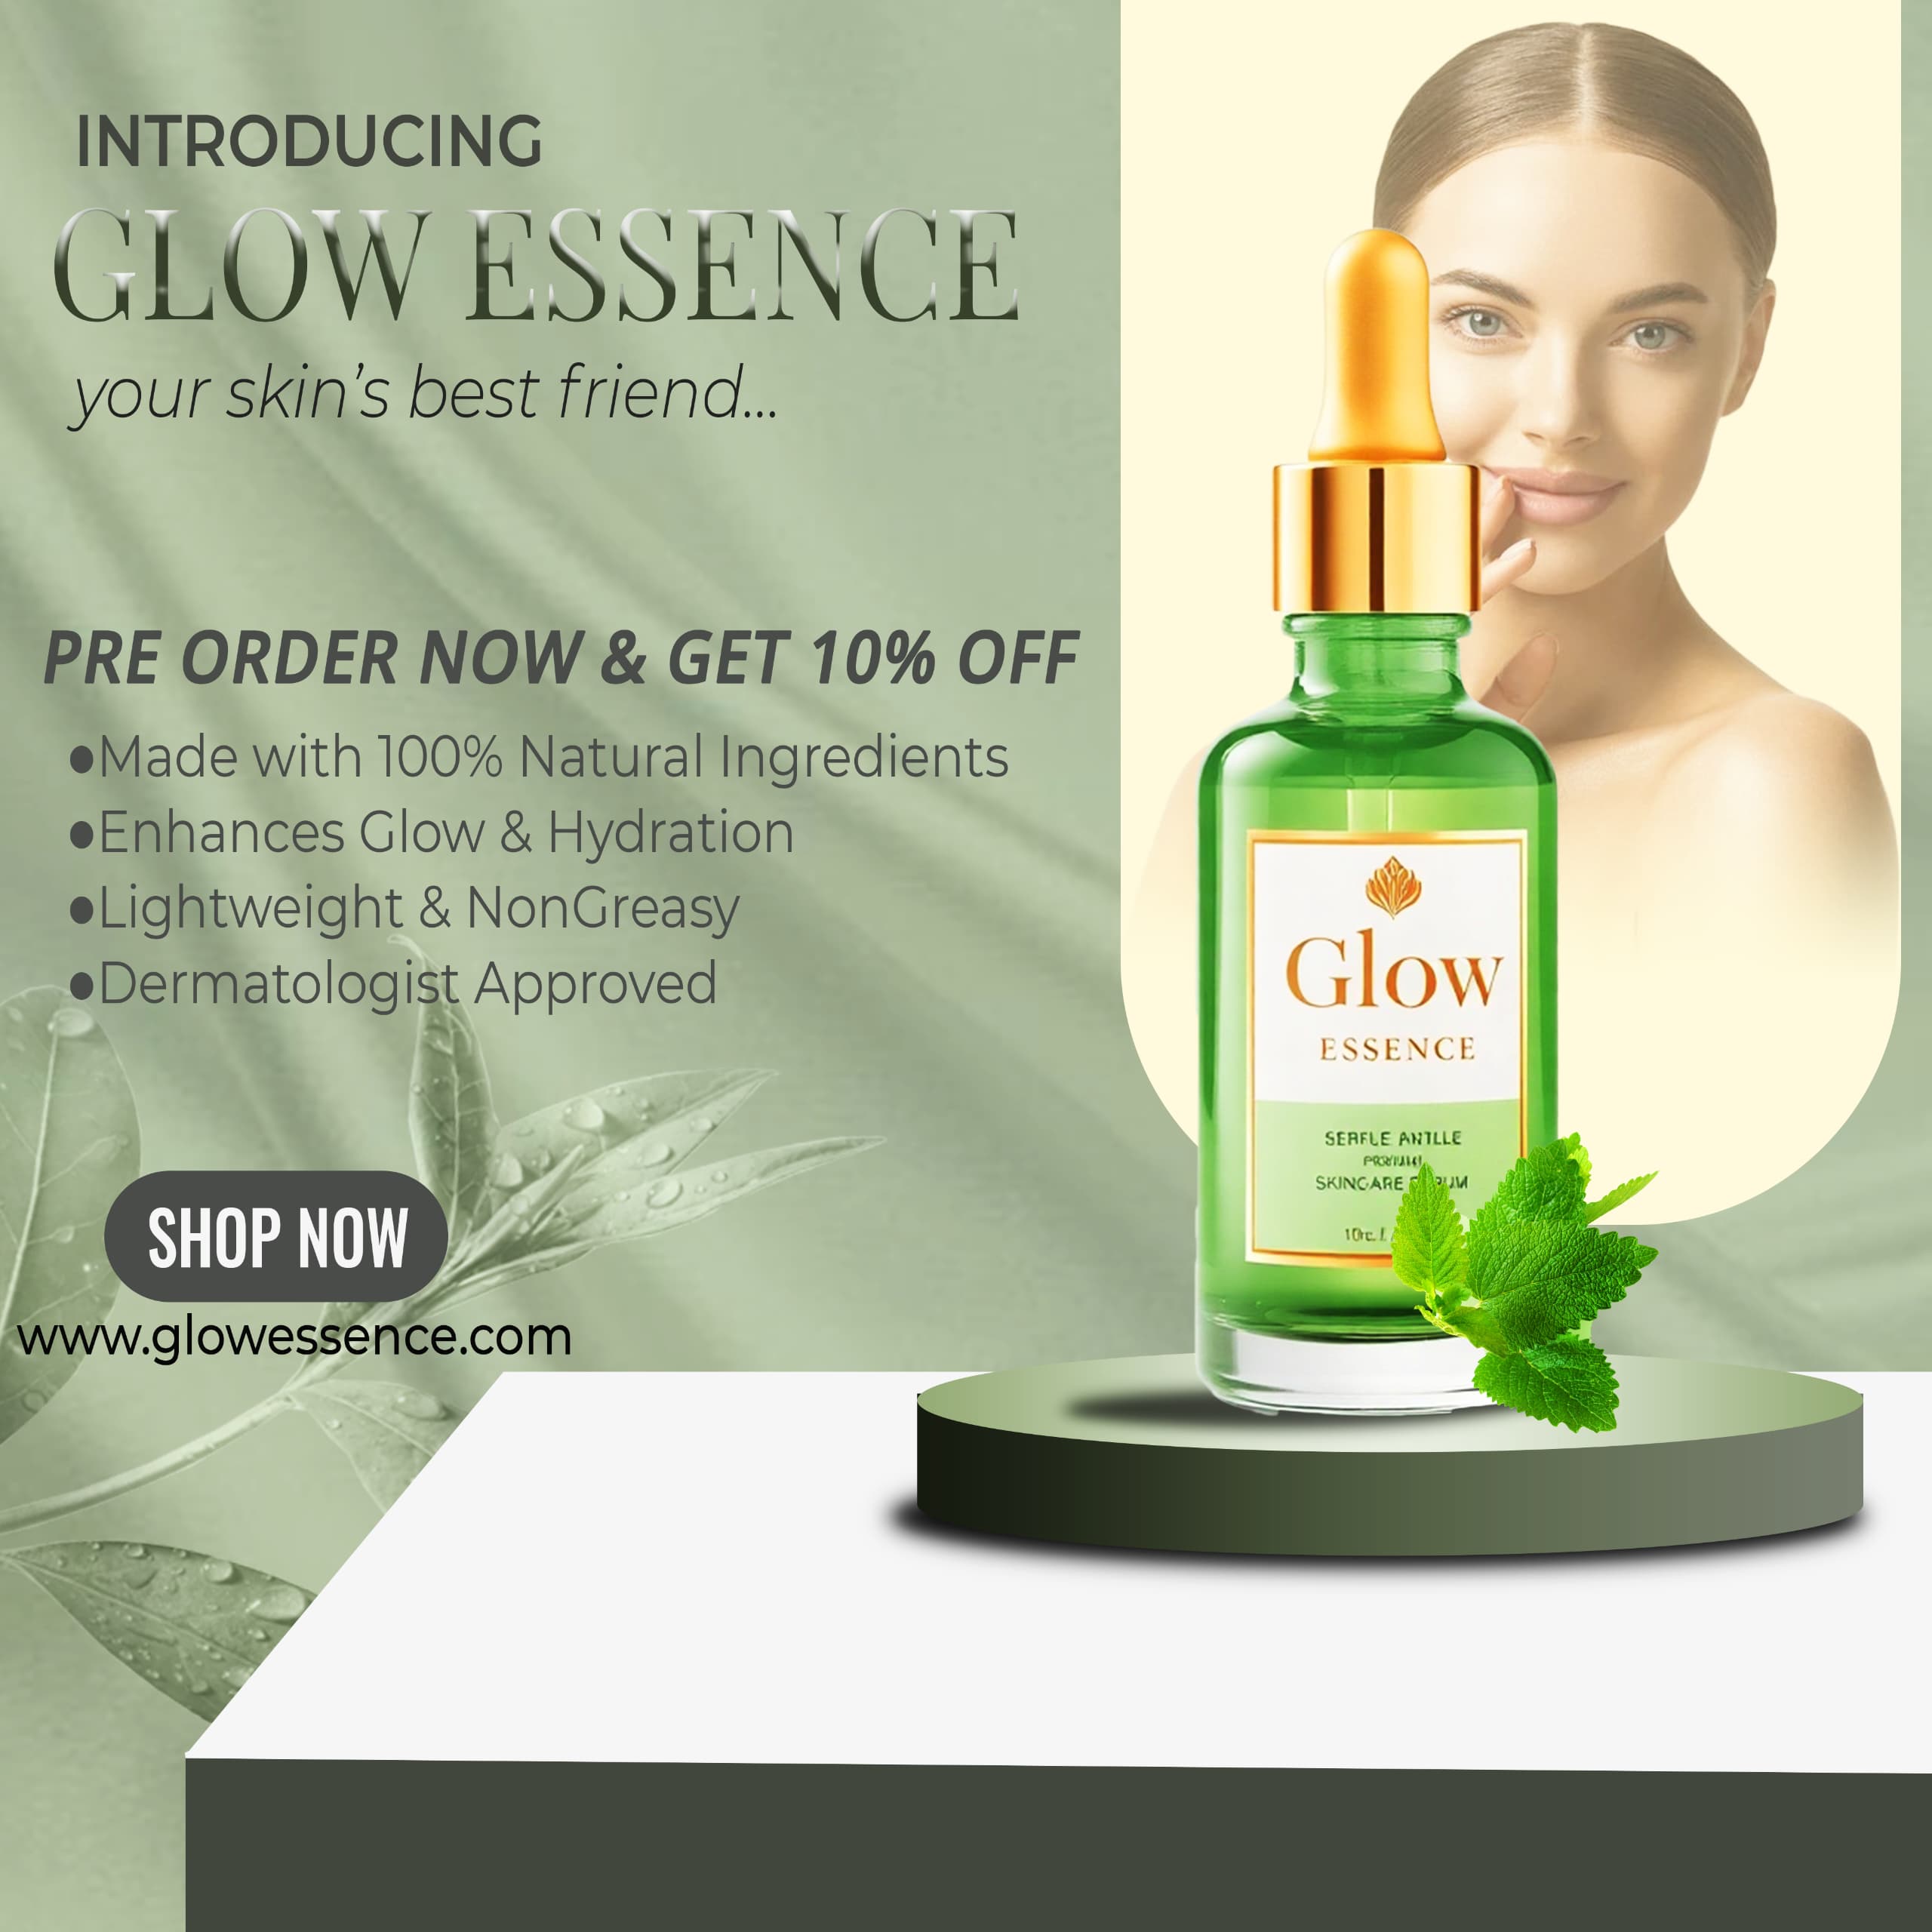 INTRODUCING
GLOW ESSENCE
your skin's best friend...
PRE ORDER NOW & GET 10% OFF
•Made with 100% Natural Ingredients
•Enhances Glow & Hydration
•Lightweight & NonGreasy
•Dermatologist Approved
SHOP NOW
www.glowessence.com
Glow
ESSENCE
SKINCARE